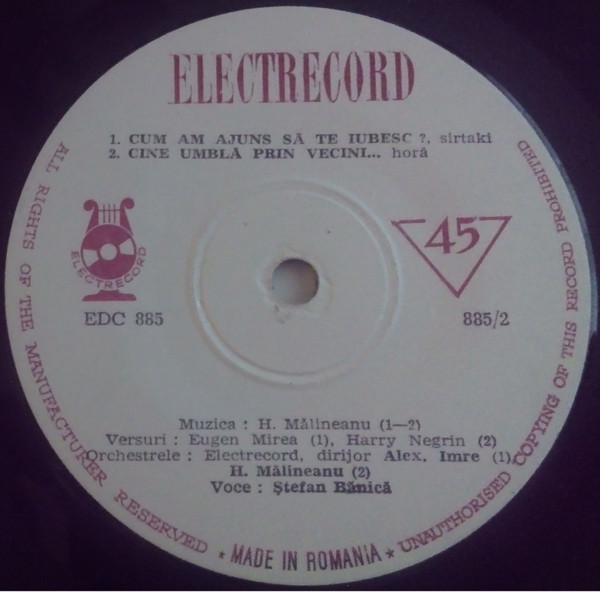 ELECTRECORD
1. CUM AM AJUNS SĂ TE IUBESC ?, sirtaki
2. CINE UMBLĂ PRIN VECINI... horă
ELECTRECORD
45
EDC 885
885/2
Muzica : H. Mălineanu (1—2)
Versuri : Eugen Mirea (1), Harry Negrin (2)
Orchestrele : Electrecord, dirijor Alex. Imre (1),
H. Mălineanu (2)
Voce : Ştefan Bănică
ALL RIGHTS OF THE MANUFACTURER RESERVED * MADE IN ROMANIA * UNAUTHORISED COPYING OF THIS RECORD PROHIBITED